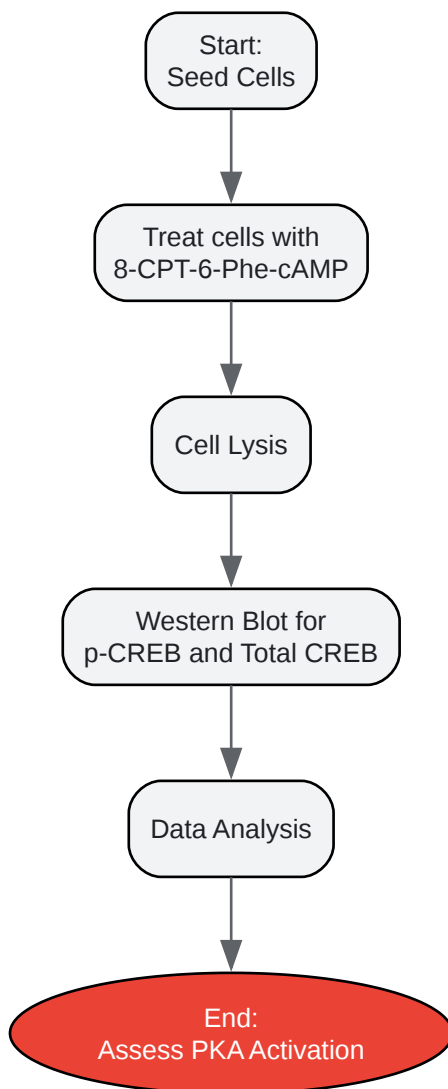 Start:
Seed Cells
Treat cells with
8-CPT-6-Phe-cAMP
Cell Lysis
Western Blot for
p-CREB and Total CREB
Data Analysis
End:
Assess PKA Activation